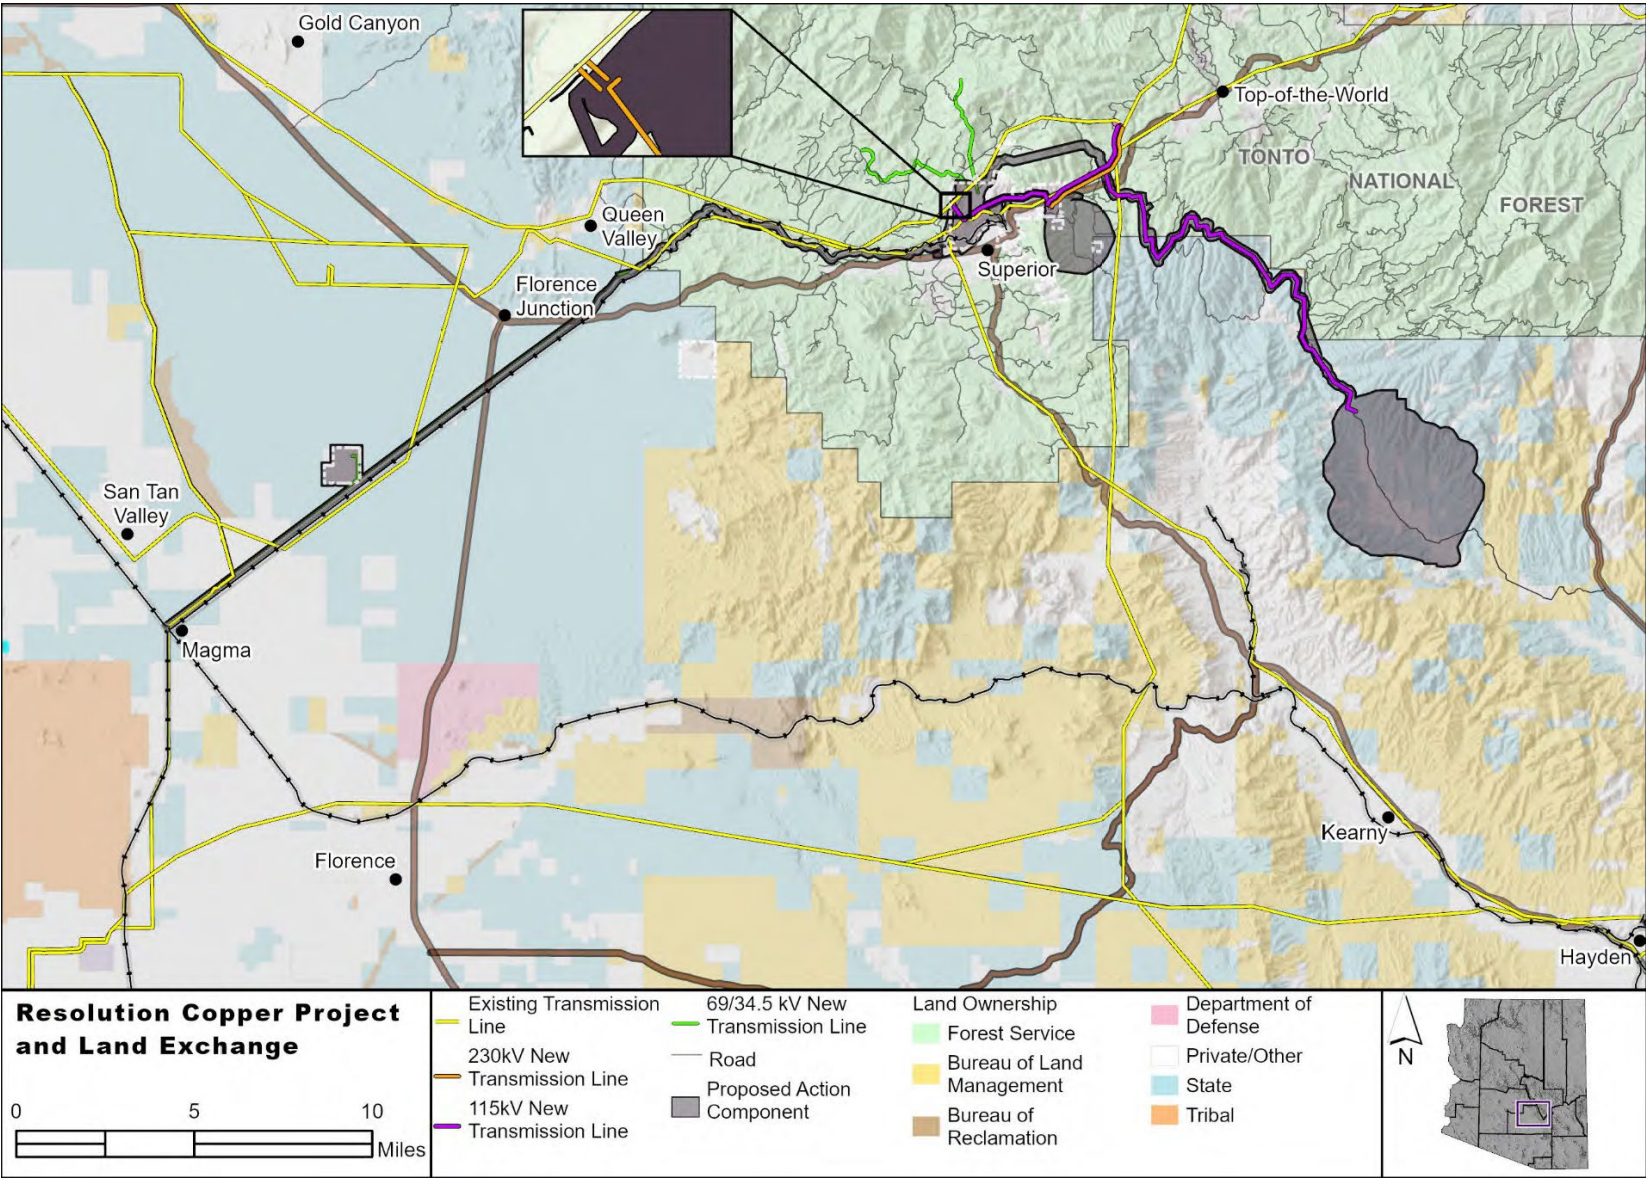 Gold Canyon
Top-of-the-World
TONTO
NATIONAL
FOREST
Queen
Valley
Superior
Florence
Junction
San Tan
Valley
Magma
Florence
Kearny
Hayden
Resolution Copper Project
and Land Exchange
0 5 10
Miles
Existing Transmission
Line
230kV New
Transmission Line
115kV New
Transmission Line
69/34.5 kV New
Transmission Line
Road
Proposed Action
Component
Land Ownership
Forest Service
Bureau of Land
Management
Bureau of
Reclamation
Department of
Defense
Private/Other
State
Tribal
N